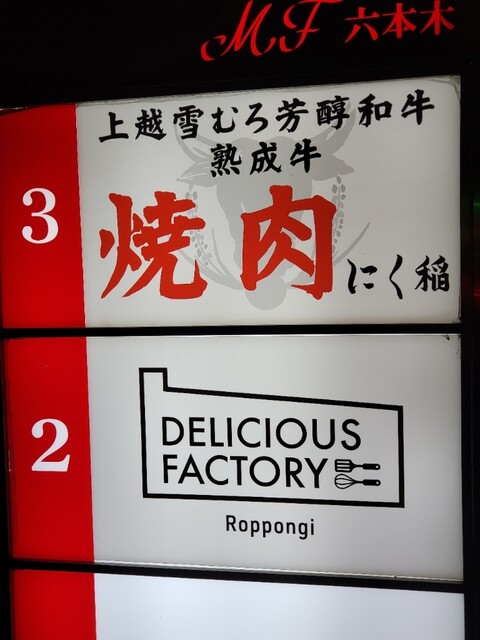 MF 六本木
上越雪むろ芳醇和牛
熟成牛
3
焼肉 にく稲
DELICIOUS
2
FACTORY
Roppongi